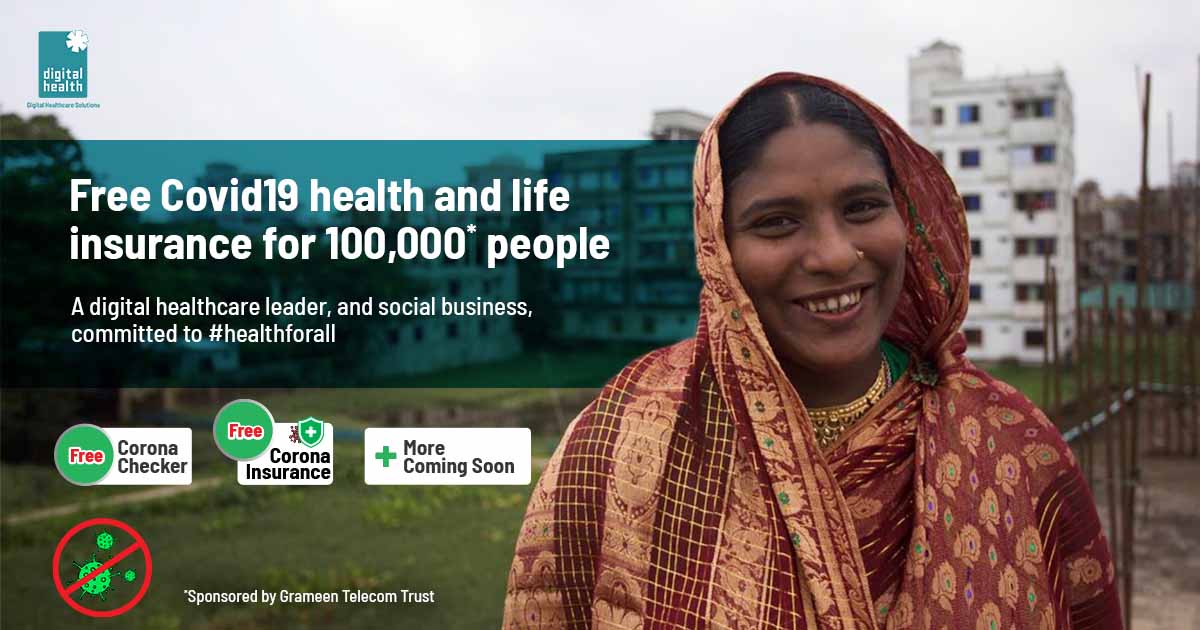 digital
health
Digital Healthcare Solutions
Free Covid19 health and life
insurance for 100,000* people
A digital healthcare leader, and social business,
committed to #healthforall
Free
Corona
Checker
Free
Corona
Insurance
More
Coming Soon
*Sponsored by Grameen Telecom Trust